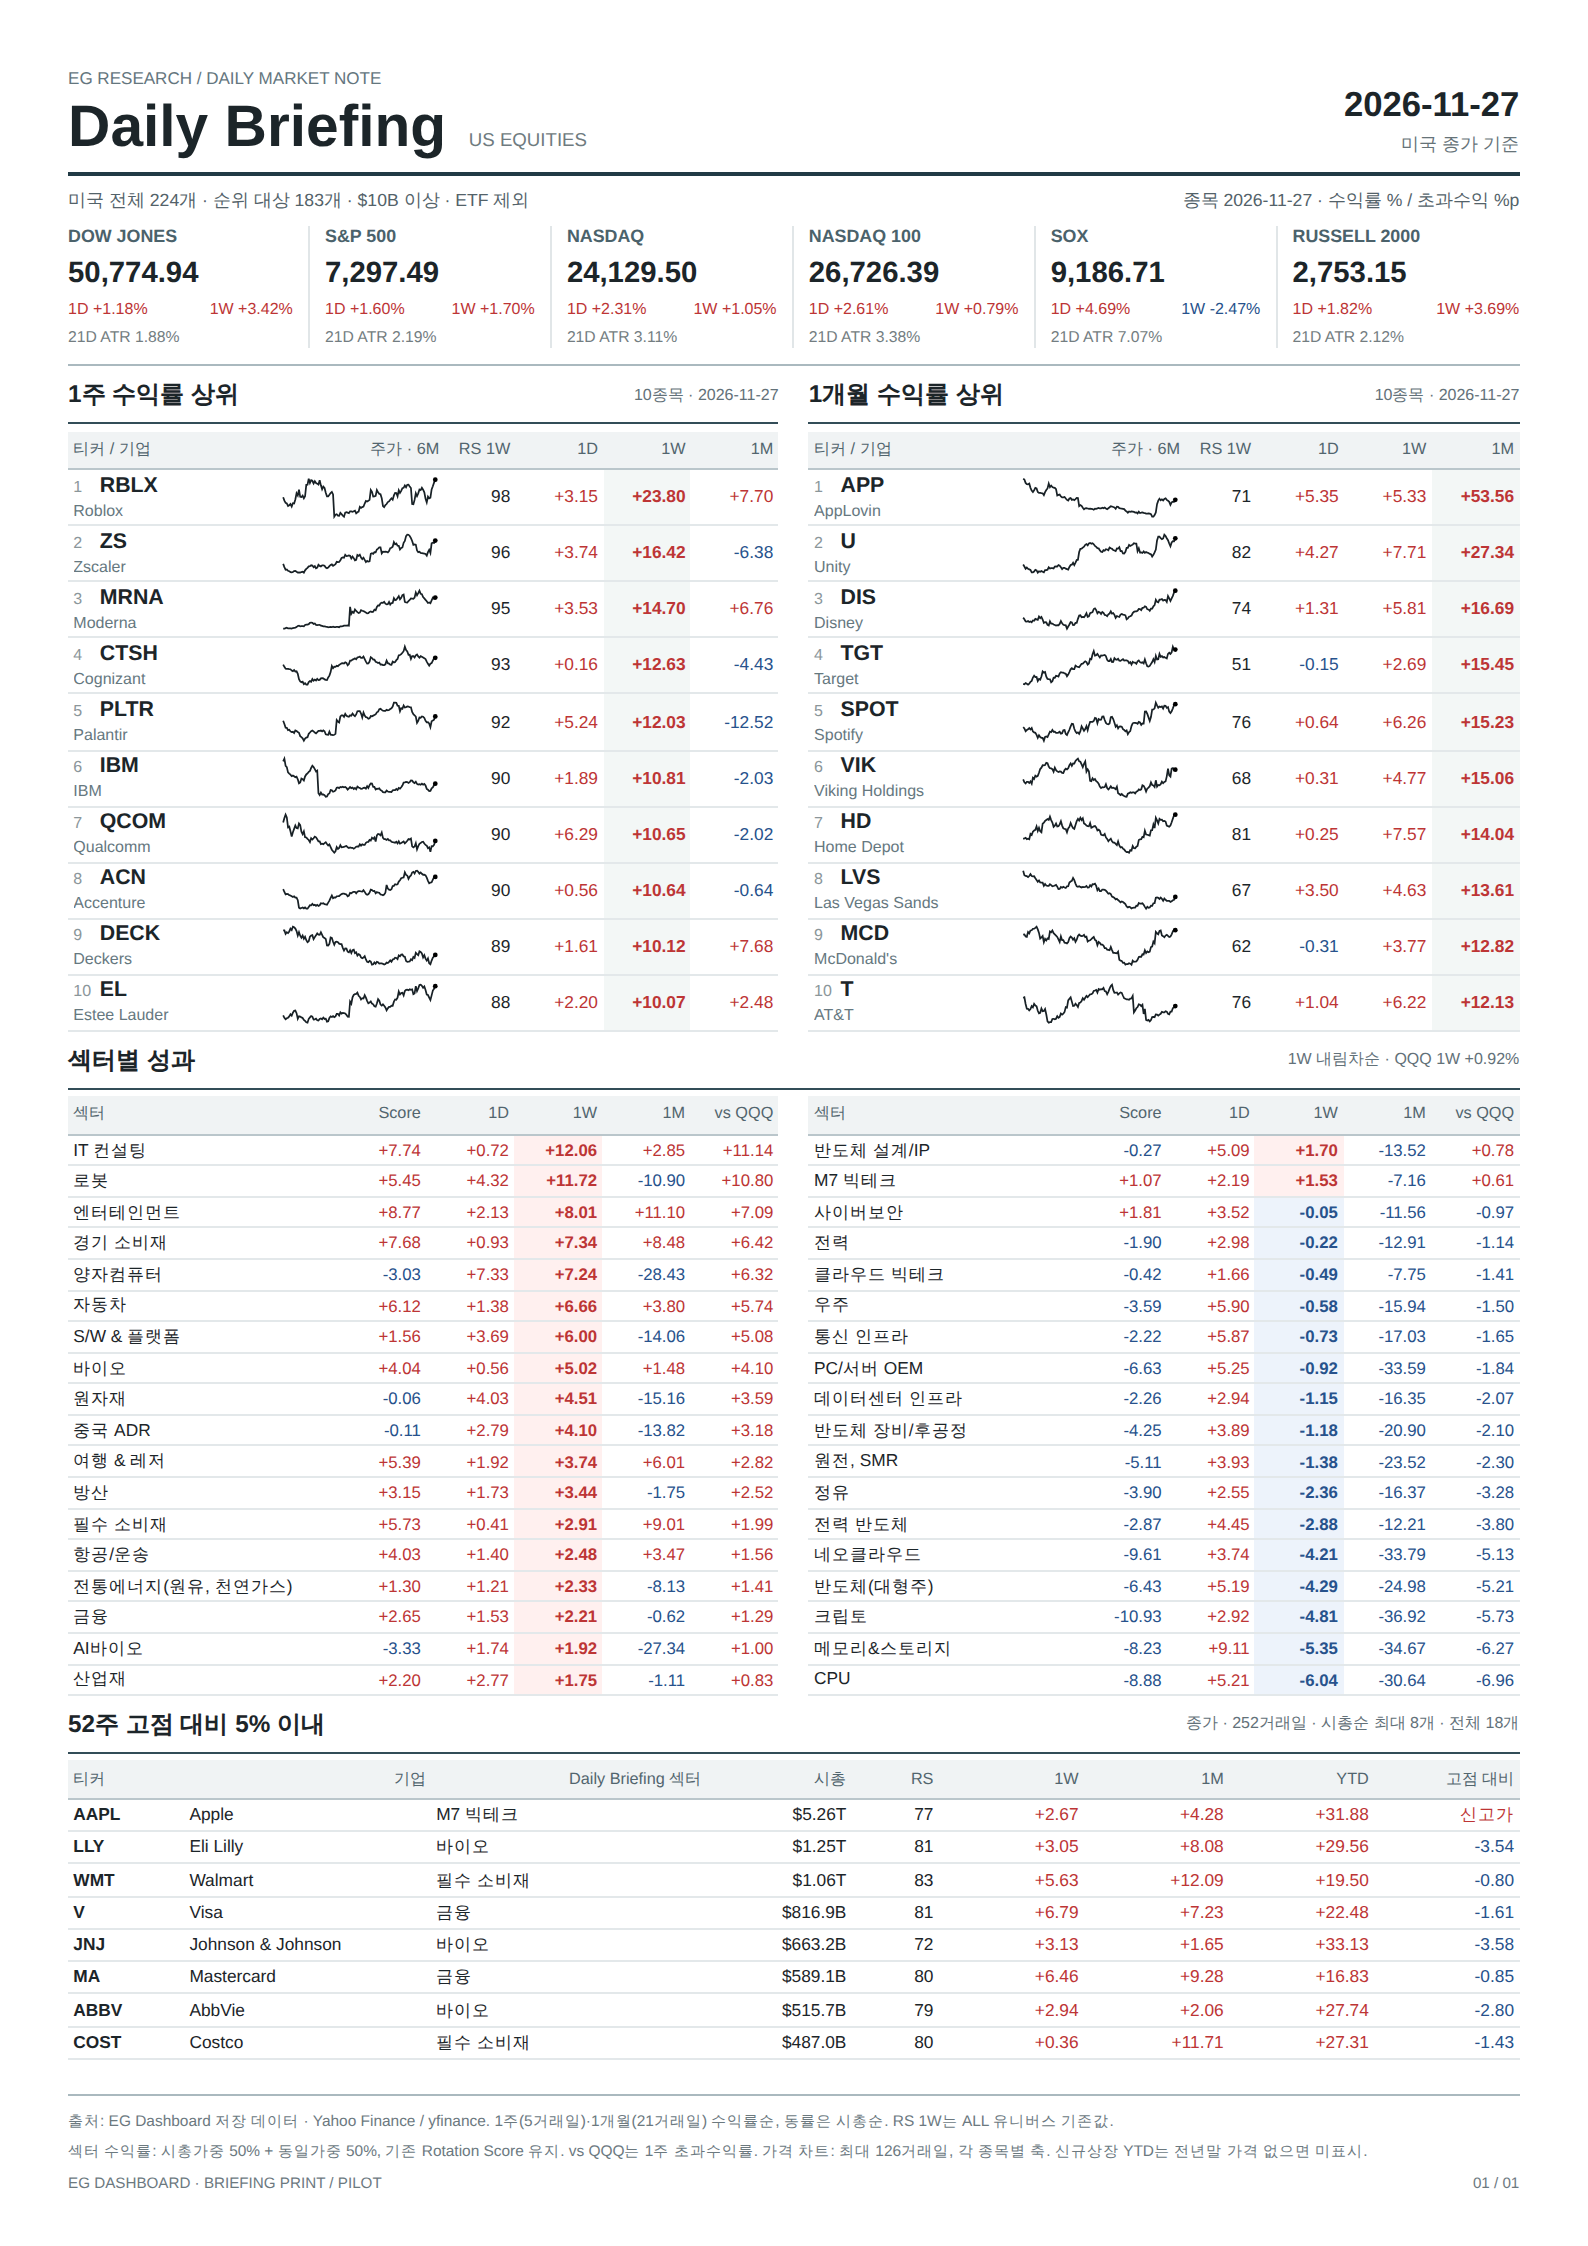 EG RESEARCH / DAILY MARKET NOTE
Daily Briefing US EQUITIES
2026-11-27
미국 종가 기준
미국 전체 224개 · 순위 대상 183개 · $10B 이상 · ETF 제외
종목 2026-11-27 · 수익률 % / 초과수익 %p
DOW JONES
50,774.94
1D +1.18% 1W +3.42%
21D ATR 1.88%
S&P 500
7,297.49
1D +1.60% 1W +1.70%
21D ATR 2.19%
NASDAQ
24,129.50
1D +2.31% 1W +1.05%
21D ATR 3.11%
NASDAQ 100
26,726.39
1D +2.61% 1W +0.79%
21D ATR 3.38%
SOX
9,186.71
1D +4.69% 1W -2.47%
21D ATR 7.07%
RUSSELL 2000
2,753.15
1D +1.82% 1W +3.69%
21D ATR 2.12%
1주 수익률 상위 10종목 · 2026-11-27
티커 / 기업 주가 · 6M RS 1W 1D 1W 1M
1 RBLX 98 +3.15 +23.80 +7.70
Roblox
2 ZS 96 +3.74 +16.42 -6.38
Zscaler
3 MRNA 95 +3.53 +14.70 +6.76
Moderna
4 CTSH 93 +0.16 +12.63 -4.43
Cognizant
5 PLTR 92 +5.24 +12.03 -12.52
Palantir
6 IBM 90 +1.89 +10.81 -2.03
IBM
7 QCOM 90 +6.29 +10.65 -2.02
Qualcomm
8 ACN 90 +0.56 +10.64 -0.64
Accenture
9 DECK 89 +1.61 +10.12 +7.68
Deckers
10 EL 88 +2.20 +10.07 +2.48
Estee Lauder
1개월 수익률 상위 10종목 · 2026-11-27
티커 / 기업 주가 · 6M RS 1W 1D 1W 1M
1 APP 71 +5.35 +5.33 +53.56
AppLovin
2 U 82 +4.27 +7.71 +27.34
Unity
3 DIS 74 +1.31 +5.81 +16.69
Disney
4 TGT 51 -0.15 +2.69 +15.45
Target
5 SPOT 76 +0.64 +6.26 +15.23
Spotify
6 VIK 68 +0.31 +4.77 +15.06
Viking Holdings
7 HD 81 +0.25 +7.57 +14.04
Home Depot
8 LVS 67 +3.50 +4.63 +13.61
Las Vegas Sands
9 MCD 62 -0.31 +3.77 +12.82
McDonald's
10 T 76 +1.04 +6.22 +12.13
AT&T
섹터별 성과 1W 내림차순 · QQQ 1W +0.92%
섹터 Score 1D 1W 1M vs QQQ
IT 컨설팅 +7.74 +0.72 +12.06 +2.85 +11.14
로봇 +5.45 +4.32 +11.72 -10.90 +10.80
엔터테인먼트 +8.77 +2.13 +8.01 +11.10 +7.09
경기 소비재 +7.68 +0.93 +7.34 +8.48 +6.42
양자컴퓨터 -3.03 +7.33 +7.24 -28.43 +6.32
자동차 +6.12 +1.38 +6.66 +3.80 +5.74
S/W & 플랫폼 +1.56 +3.69 +6.00 -14.06 +5.08
바이오 +4.04 +0.56 +5.02 +1.48 +4.10
원자재 -0.06 +4.03 +4.51 -15.16 +3.59
중국 ADR -0.11 +2.79 +4.10 -13.82 +3.18
여행 & 레저 +5.39 +1.92 +3.74 +6.01 +2.82
방산 +3.15 +1.73 +3.44 -1.75 +2.52
필수 소비재 +5.73 +0.41 +2.91 +9.01 +1.99
항공/운송 +4.03 +1.40 +2.48 +3.47 +1.56
전통에너지(원유, 천연가스) +1.30 +1.21 +2.33 -8.13 +1.41
금융 +2.65 +1.53 +2.21 -0.62 +1.29
AI바이오 -3.33 +1.74 +1.92 -27.34 +1.00
산업재 +2.20 +2.77 +1.75 -1.11 +0.83
섹터 Score 1D 1W 1M vs QQQ
반도체 설계/IP -0.27 +5.09 +1.70 -13.52 +0.78
M7 빅테크 +1.07 +2.19 +1.53 -7.16 +0.61
사이버보안 +1.81 +3.52 -0.05 -11.56 -0.97
전력 -1.90 +2.98 -0.22 -12.91 -1.14
클라우드 빅테크 -0.42 +1.66 -0.49 -7.75 -1.41
우주 -3.59 +5.90 -0.58 -15.94 -1.50
통신 인프라 -2.22 +5.87 -0.73 -17.03 -1.65
PC/서버 OEM -6.63 +5.25 -0.92 -33.59 -1.84
데이터센터 인프라 -2.26 +2.94 -1.15 -16.35 -2.07
반도체 장비/후공정 -4.25 +3.89 -1.18 -20.90 -2.10
원전, SMR -5.11 +3.93 -1.38 -23.52 -2.30
정유 -3.90 +2.55 -2.36 -16.37 -3.28
전력 반도체 -2.87 +4.45 -2.88 -12.21 -3.80
네오클라우드 -9.61 +3.74 -4.21 -33.79 -5.13
반도체(대형주) -6.43 +5.19 -4.29 -24.98 -5.21
크립토 -10.93 +2.92 -4.81 -36.92 -5.73
메모리&스토리지 -8.23 +9.11 -5.35 -34.67 -6.27
CPU -8.88 +5.21 -6.04 -30.64 -6.96
52주 고점 대비 5% 이내 종가 · 252거래일 · 시총순 최대 8개 · 전체 18개
티커 기업 Daily Briefing 섹터 시총 RS 1W 1M YTD 고점 대비
AAPL Apple M7 빅테크 $5.26T 77 +2.67 +4.28 +31.88 신고가
LLY Eli Lilly 바이오 $1.25T 81 +3.05 +8.08 +29.56 -3.54
WMT Walmart 필수 소비재 $1.06T 83 +5.63 +12.09 +19.50 -0.80
V Visa 금융 $816.9B 81 +6.79 +7.23 +22.48 -1.61
JNJ Johnson & Johnson 바이오 $663.2B 72 +3.13 +1.65 +33.13 -3.58
MA Mastercard 금융 $589.1B 80 +6.46 +9.28 +16.83 -0.85
ABBV AbbVie 바이오 $515.7B 79 +2.94 +2.06 +27.74 -2.80
COST Costco 필수 소비재 $487.0B 80 +0.36 +11.71 +27.31 -1.43
출처: EG Dashboard 저장 데이터 · Yahoo Finance / yfinance. 1주(5거래일)·1개월(21거래일) 수익률순, 동률은 시총순. RS 1W는 ALL 유니버스 기존값.
섹터 수익률: 시총가중 50% + 동일가중 50%, 기존 Rotation Score 유지. vs QQQ는 1주 초과수익률. 가격 차트: 최대 126거래일, 각 종목별 축. 신규상장 YTD는 전년말 가격 없으면 미표시.
EG DASHBOARD · BRIEFING PRINT / PILOT 01 / 01